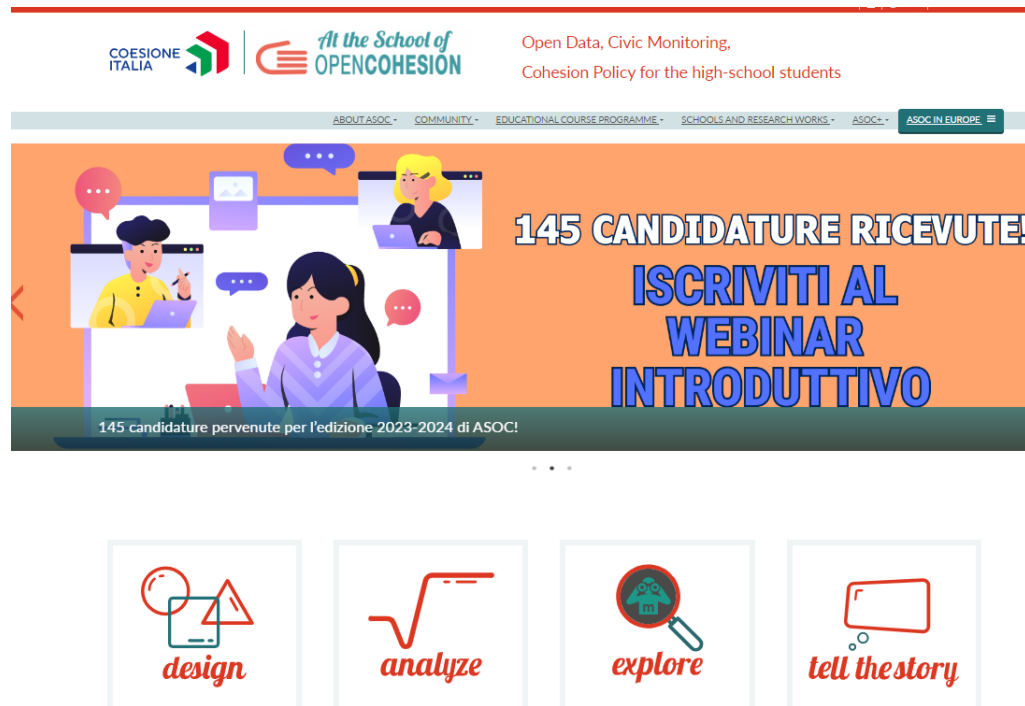 COESIONE
ITALIA
At the School of
OPENCOHESION
Open Data, Civic Monitoring,
Cohesion Policy for the high-school students
ABOUT ASOC
COMMUNITY
EDUCATIONAL COURSE PROGRAMME
SCHOOLS AND RESEARCH WORKS
ASOC+
ASOC IN EUROPE
145 CANDIDATURE RICEVUTE!
ISCRIVITI AL
WEBINAR
INTRODUTTIVO
145 candidature pervenute per l'edizione 2023-2024 di ASOC!
design
analyze
m
explore
tell the story